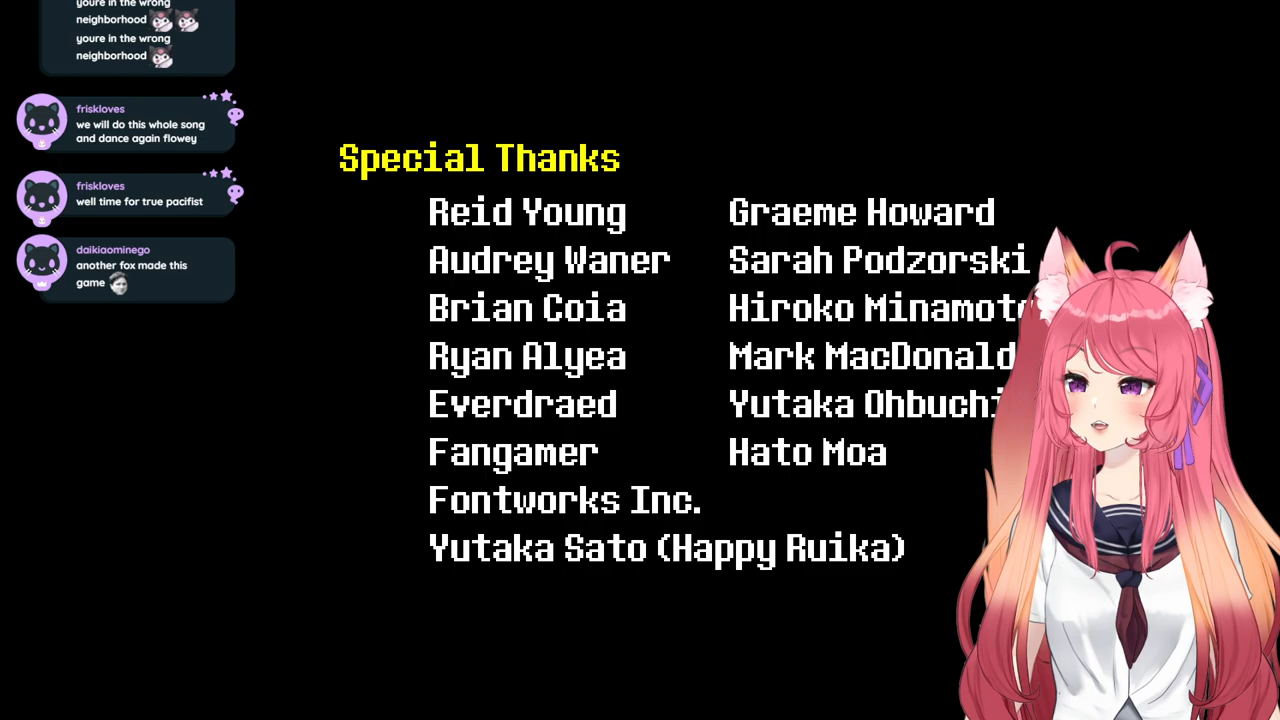 youre in the wrong
neighborhood
youre in the wrong
neighborhood
friskloves
we will do this whole song
and dance again flowey
friskloves
well time for true pacifist
daikiaominego
another fox made this
game
Special Thanks
Reid Young Graeme Howard
Audrey Waner Sarah Podzorski
Brian Coia Hiroko Minamoto
Ryan Alyea Mark MacDonald
Everdraed Yutaka Ohbuchi
Fangamer Hato Moa
Fontworks Inc.
Yutaka Sato (Happy Ruika)